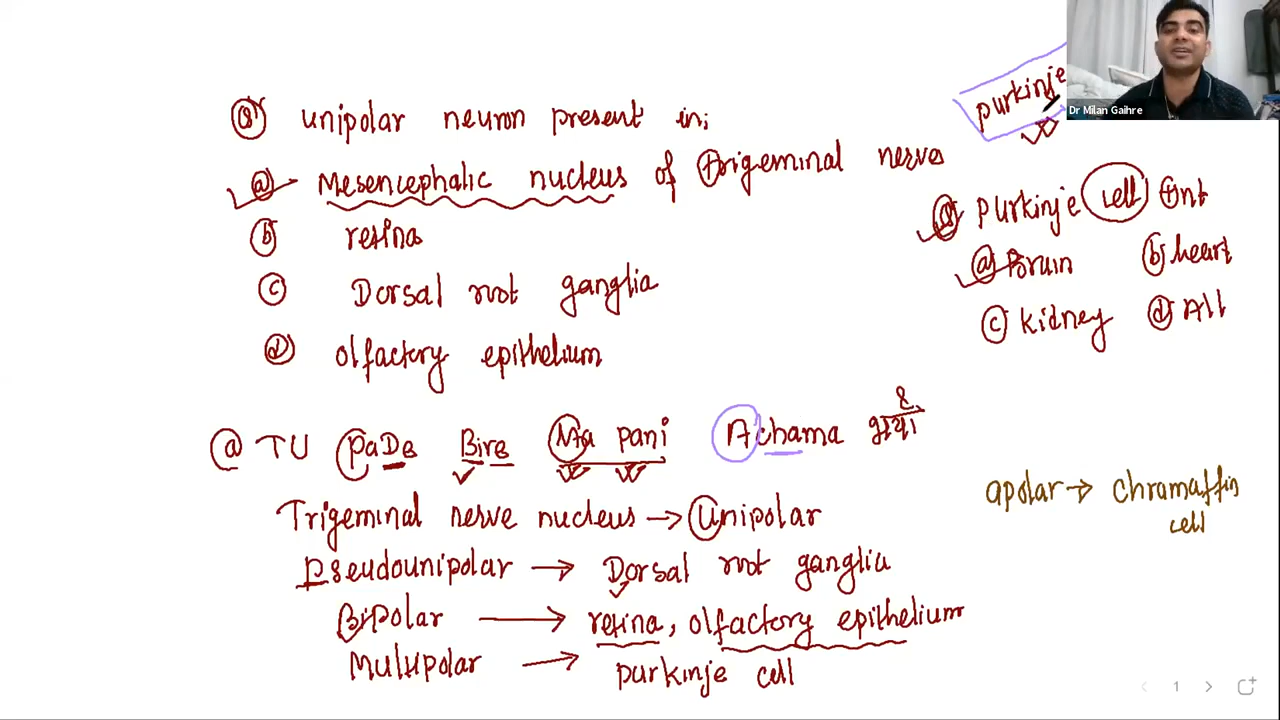 Q unipolar neuron present in;
a mesencephalic nucleus of trigeminal nerve
b retina
c Dorsal root ganglia
d olfactory epithelium
purkinje
Dr Milan Gaihre
Q purkinje cell
a Brain b heart
c kidney d All
@ TU PaDe Bire Ma pani Achama
Trigeminal nerve nucleus → Unipolar
Pseudounipolar → Dorsal root ganglia
Bipolar → retina, olfactory epithelium
Multipolar → purkinje cell
apolar → chramaffin
cell
1